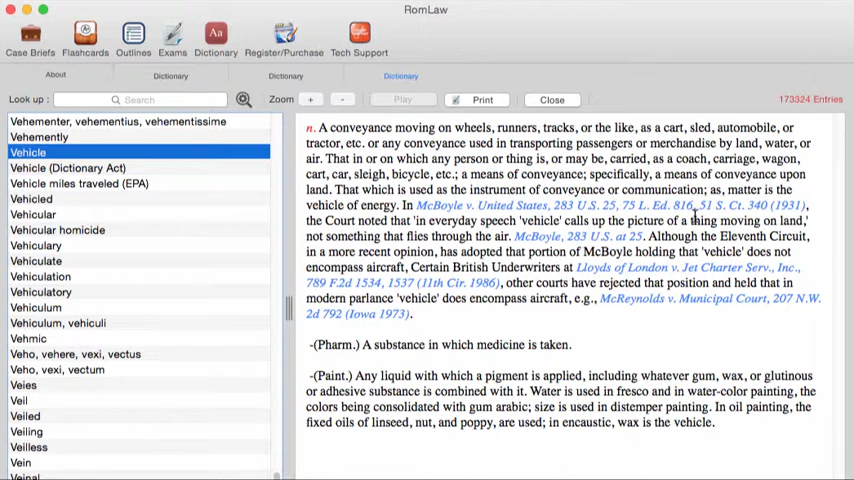 RomLaw
Case Briefs Flashcards Outlines Exams Aa Dictionary Register/Purchase Tech Support
About Dictionary Dictionary Dictionary
Look up : Search Zoom + - Play Print Close 173324 Entries
Vehementer, vehementius, vehementissime
Vehemently
Vehicle
Vehicle (Dictionary Act)
Vehicle miles traveled (EPA)
Vehicled
Vehicular
Vehicular homicide
Vehiculary
Vehiculate
Vehiculation
Vehiculatory
Vehiculum
Vehiculum, vehiculi
Vehmic
Veho, vehere, vexi, vectus
Veho, vexi, vectum
Veies
Veil
Veiled
Veiling
Veilless
Vein
Veinal
n. A conveyance moving on wheels, runners, tracks, or the like, as a cart, sled, automobile, or
tractor, etc. or any conveyance used in transporting passengers or merchandise by land, water, or
air. That in or on which any person or thing is, or may be, carried, as a coach, carriage, wagon,
cart, car, sleigh, bicycle, etc.; a means of conveyance; specifically, a means of conveyance upon
land. That which is used as the instrument of conveyance or communication; as, matter is the
vehicle of energy. In McBoyle v. United States, 283 U.S. 25, 75 L. Ed. 816, 51 S. Ct. 340 (1931),
the Court noted that 'in everyday speech 'vehicle' calls up the picture of a thing moving on land,'
not something that flies through the air. McBoyle, 283 U.S. at 25. Although the Eleventh Circuit,
in a more recent opinion, has adopted that portion of McBoyle holding that 'vehicle' does not
encompass aircraft, Certain British Underwriters at Lloyds of London v. Jet Charter Serv., Inc.,
789 F.2d 1534, 1537 (11th Cir. 1986), other courts have rejected that position and held that in
modern parlance 'vehicle' does encompass aircraft, e.g., McReynolds v. Municipal Court, 207 N.W.
2d 792 (Iowa 1973).
-(Pharm.) A substance in which medicine is taken.
-(Paint.) Any liquid with which a pigment is applied, including whatever gum, wax, or glutinous
or adhesive substance is combined with it. Water is used in fresco and in water-color painting, the
colors being consolidated with gum arabic; size is used in distemper painting. In oil painting, the
fixed oils of linseed, nut, and poppy, are used; in encaustic, wax is the vehicle.